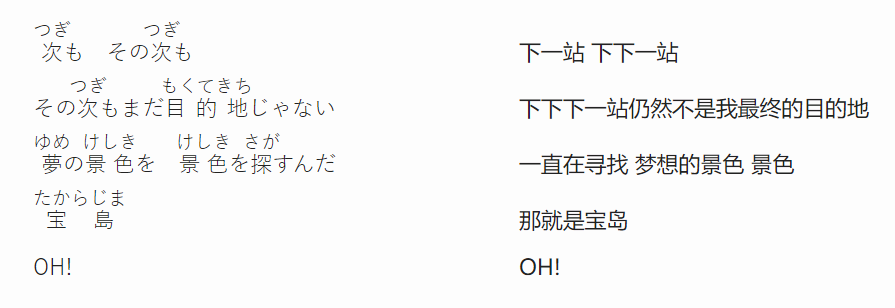 つぎ つぎ
次も その次も
下一站 下下一站
つぎ もくてきち
その次もまだ目的地じゃない
下下下一站仍然不是我最终的目的地
ゆめ けしき けしき さが
夢の景色を 景色を探すんだ
一直在寻找 梦想的景色 景色
たからじま
宝島
那就是宝岛
OH!
OH!